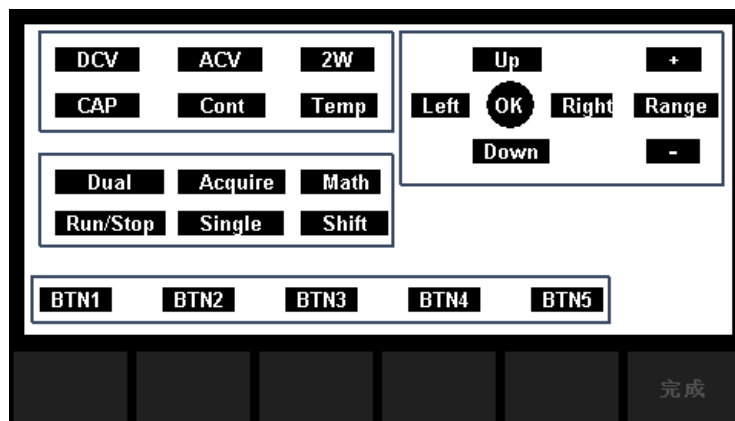 DCV ACV 2W
CAP Cont Temp
Up +
Left OK Right Range
Down -
Dual Acquire Math
Run/Stop Single Shift
BTN1 BTN2 BTN3 BTN4 BTN5
完成